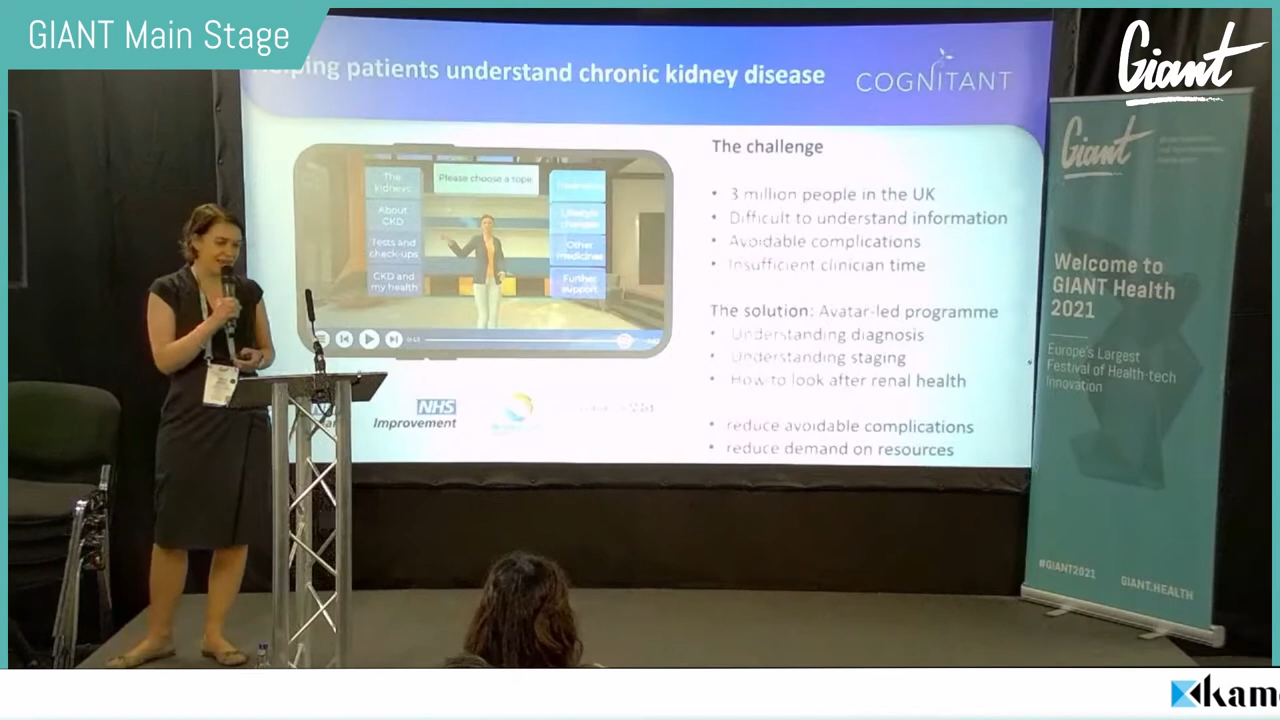 GIANT Main Stage
Giant
patients understand chronic kidney disease
COGNITANT
The kidneys
About CKD
Tests and check-ups
CKD and my health
Please choose a topic
Lifestyle changes
Other medicines
Further support
The challenge
• 3 million people in the UK
• Difficult to understand information
• Avoidable complications
• Insufficient clinician time
The solution: Avatar-led programme
• Understanding diagnosis
• Understanding staging
• How to look after renal health
• reduce avoidable complications
• reduce demand on resources
NHS
Improvement
Giant
Welcome to
GIANT Health
2021
Europe's Largest
Festival of Health-tech
Innovation
#GIANT2021
GIANT.HEALTH